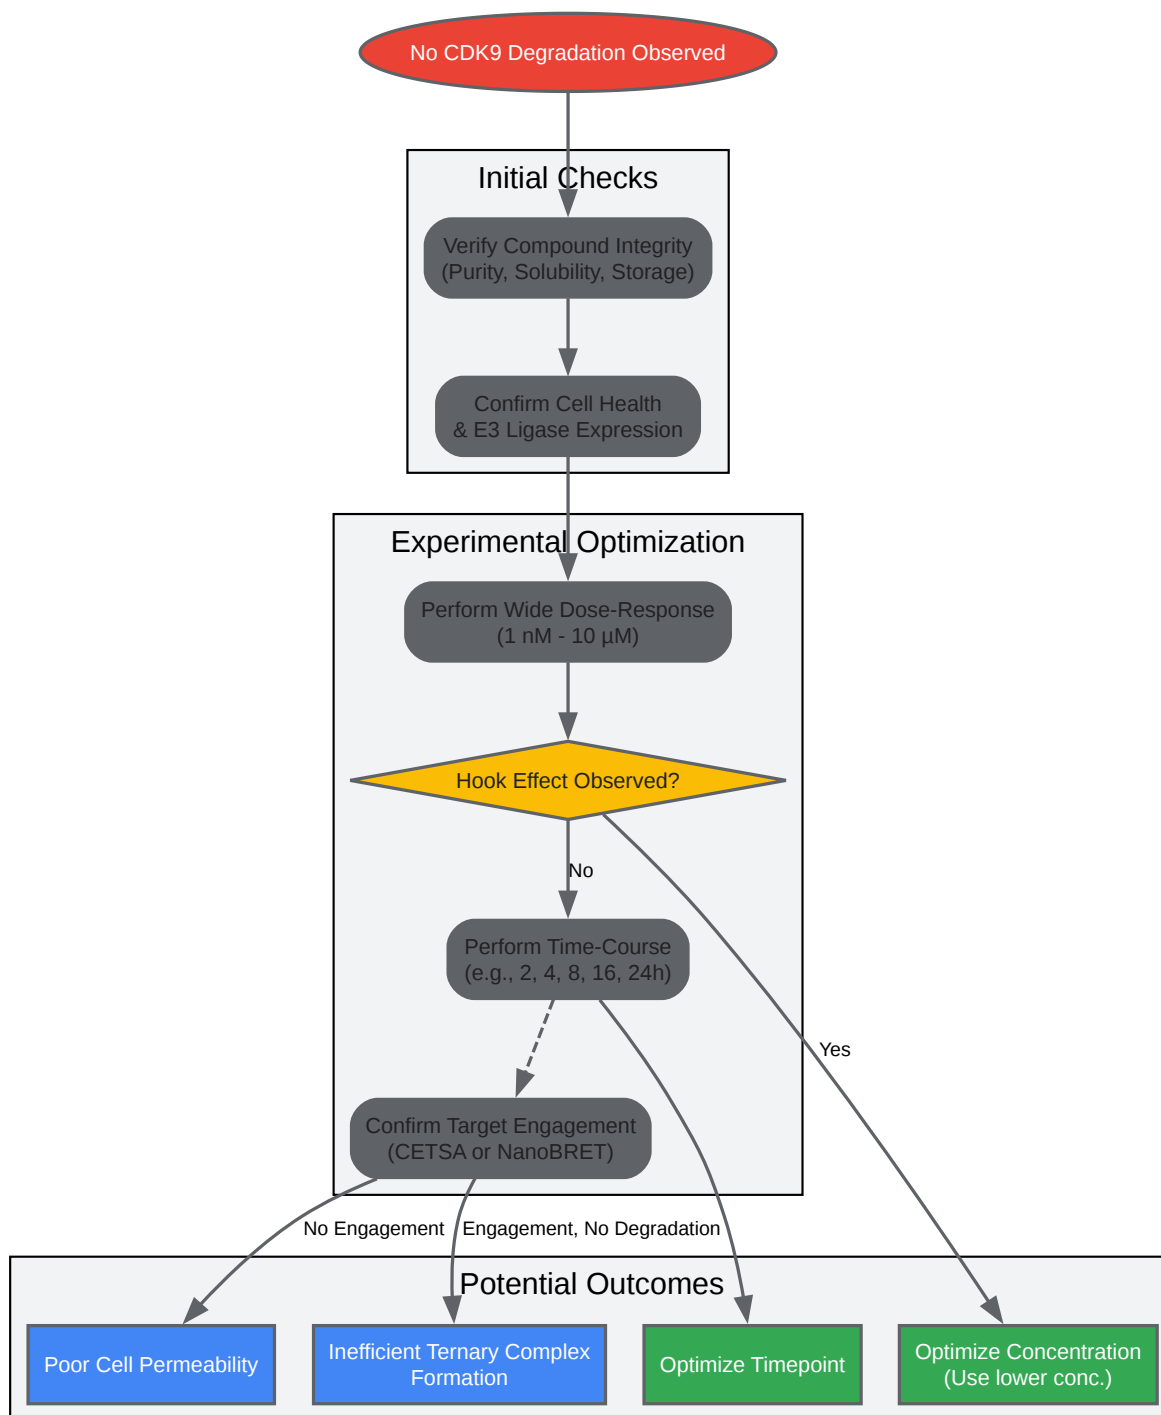 No CDK9 Degradation Observed
Initial Checks
Verify Compound Integrity
(Purity, Solubility, Storage)
Confirm Cell Health
& E3 Ligase Expression
Experimental Optimization
Perform Wide Dose-Response
(1 nM - 10 µM)
Hook Effect Observed?
No
Perform Time-Course
(e.g., 2, 4, 8, 16, 24h)
Yes
Confirm Target Engagement
(CETSA or NanoBRET)
No Engagement
Engagement, No Degradation
Potential Outcomes
Poor Cell Permeability
Inefficient Ternary Complex
Formation
Optimize Timepoint
Optimize Concentration
(Use lower conc.)